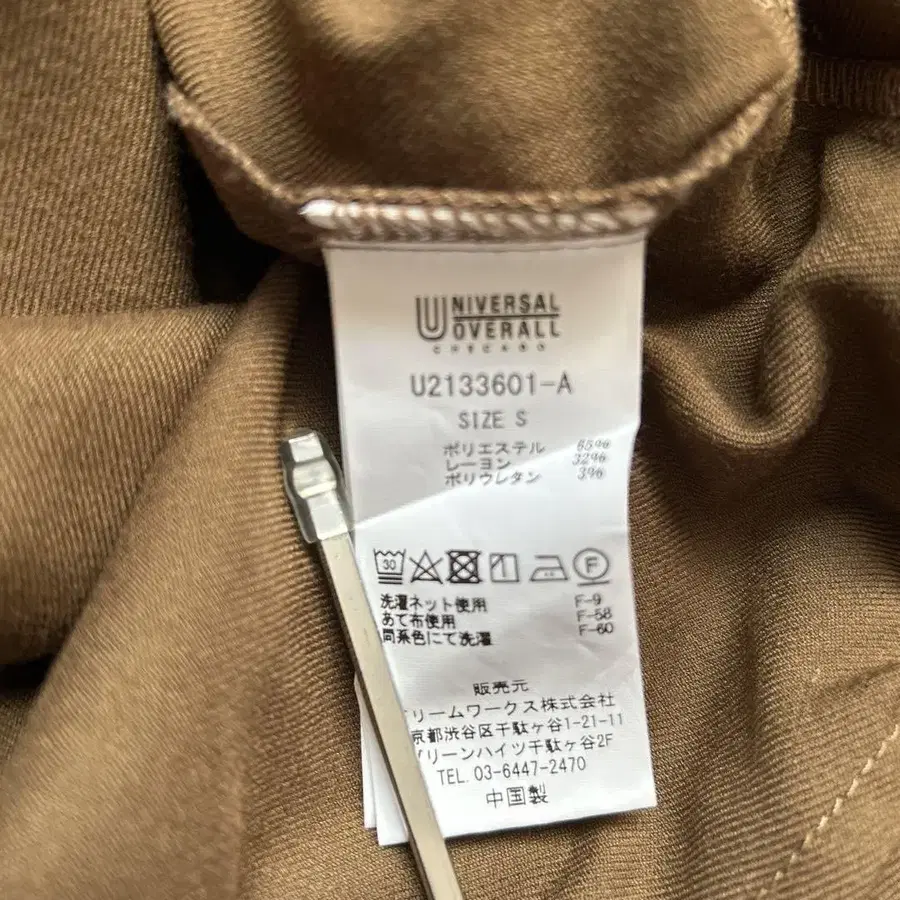 UNIVERSAL
OVERALL
CHICAGO
U2133601-A
SIZE S
ポリエステル 65%
レーヨン 32%
ポリウレタン 3%
30 F
洗濯ネット使用 F-9
あて布使用 F-58
同系色にて洗濯 F-60
販売元
リームワークス株式会社
京都渋谷区千駄ヶ谷1-21-11
リーンハイツ千駄ヶ谷2F
TEL. 03-6447-2470
中国製